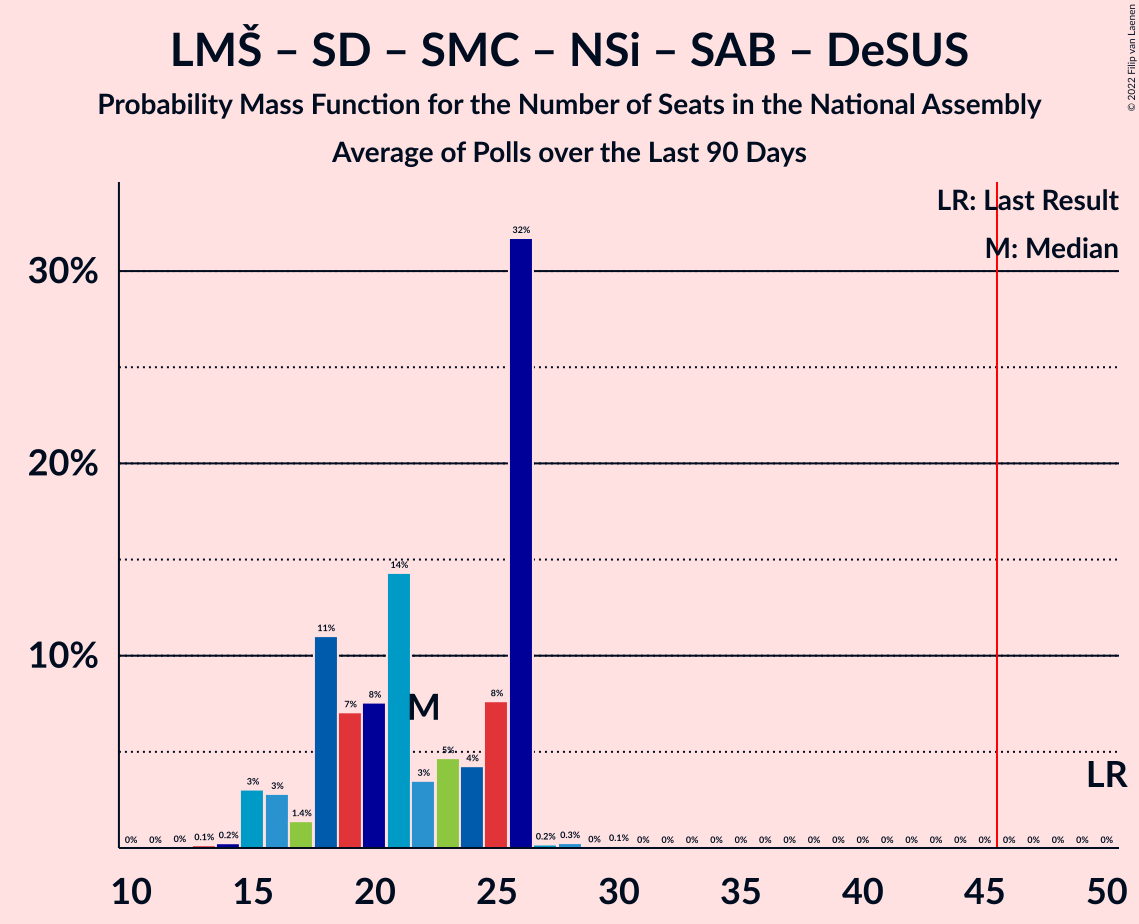 LMŠ – SD – SMC – NSi – SAB – DeSUS
Probability Mass Function for the Number of Seats in the National Assembly
Average of Polls over the Last 90 Days
© 2022 Filip van Laenen
LR: Last Result
M: Median
30%
20%
10%
32%
14%
11%
7%
8%
M
8%
3%
3%
1.4%
3%
5%
4%
LR
0% 0% 0% 0.1% 0.2%
0.2% 0.3% 0% 0.1% 0% 0% 0% 0% 0% 0% 0% 0% 0% 0% 0% 0% 0% 0% 0% 0% 0%
10 15 20 25 30 35 40 45 50